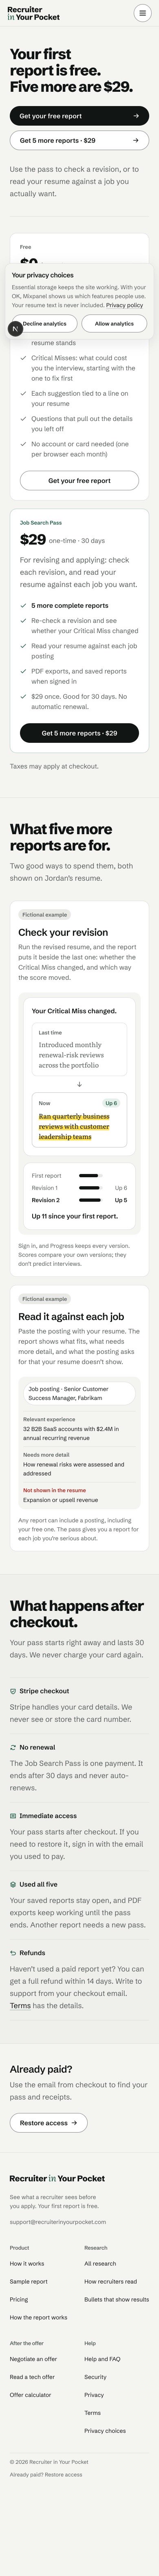 Recruiter
in Your Pocket
Your first
report is free.
Five more are $29.
Get your free report →
Get 5 more reports · $29 →
Use the pass to check a revision, or to
read your resume against a job you
actually want.
Free
Your privacy choices
Essential storage keeps the site working. With your
OK, Mixpanel shows us which features people use.
Your resume text is never included. Privacy policy
Decline analytics
Allow analytics
N
resume stands
Critical Misses: what could cost
you the interview, starting with the
one to fix first
Each suggestion tied to a line on
your resume
Questions that pull out the details
you left off
No account or card needed (one
per browser each month)
Get your free report
Job Search Pass
$29 one-time · 30 days
For revising and applying: check
each revision, and read your
resume against each job you want.
5 more complete reports
Re-check a revision and see
whether your Critical Miss changed
Read your resume against each job
posting
PDF exports, and saved reports
when signed in
$29 once. Good for 30 days. No
automatic renewal.
Get 5 more reports · $29
Taxes may apply at checkout.
What five more
reports are for.
Two good ways to spend them, both
shown on Jordan's resume.
Fictional example
Check your revision
Run the revised resume, and the report
puts it beside the last one: whether the
Critical Miss changed, and which way
the score moved.
Your Critical Miss changed.
Last time
Introduced monthly
renewal-risk reviews
across the portfolio
↓
Now Up 6
Ran quarterly business
reviews with customer
leadership teams
First report
Revision 1 Up 6
Revision 2 Up 5
Up 11 since your first report.
Sign in, and Progress keeps every version.
Scores compare your own versions; they
don't predict interviews.
Fictional example
Read it against each job
Paste the posting with your resume. The
report shows what fits, what needs
more detail, and what the posting asks
for that your resume doesn't show.
Job posting · Senior Customer
Success Manager, Fabrikam
Relevant experience
32 B2B SaaS accounts with $2.4M in
annual recurring revenue
Needs more detail
How renewal risks were assessed and
addressed
Not shown in the resume
Expansion or upsell revenue
Any report can include a posting, including
your free one. The pass gives you a report for
each job you're serious about.
What happens after
checkout.
Your pass starts right away and lasts 30
days. We never charge your card again.
Stripe checkout
Stripe handles your card details. We
never see or store the card number.
No renewal
The Job Search Pass is one payment. It
ends after 30 days and never auto-
renews.
Immediate access
Your pass starts after checkout. If you
need to restore it, sign in with the email
you used to pay.
Used all five
Your saved reports stay open, and PDF
exports keep working until the pass
ends. Another report needs a new pass.
Refunds
Haven't used a paid report yet? You can
get a full refund within 14 days. Write to
support from your checkout email.
Terms has the details.
Already paid?
Use the email from checkout to find your
pass and receipts.
Restore access →
Recruiter in Your Pocket
See what a recruiter sees before
you apply. Your first report is free.
support@recruiterinyourpocket.com
Product
How it works
Sample report
Pricing
How the report works
Research
All research
How recruiters read
Bullets that show results
After the offer
Negotiate an offer
Read a tech offer
Offer calculator
Help
Help and FAQ
Security
Privacy
Terms
Privacy choices
© 2026 Recruiter in Your Pocket
Already paid? Restore access